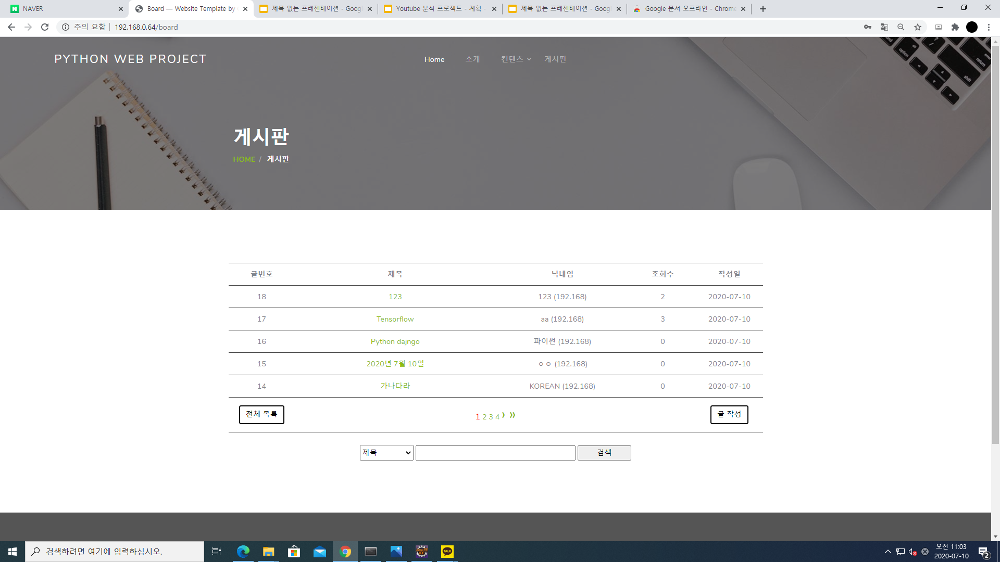 NAVER
Board — Website Template by
제목 없는 프레젠테이션 - Goog
Youtube 분석 프로젝트 - 계획 -
제목 없는 프레젠테이션 - Goog
Google 문서 오프라인 - Chrome
주의 요함
192.168.0.64/board
PYTHON WEB PROJECT
Home
소개
컨텐츠
게시판
option
return
shift
게시판
HOME / 게시판
글번호 제목 닉네임 조회수 작성일
18 123 123 (192.168) 2 2020-07-10
17 Tensorflow aa (192.168) 3 2020-07-10
16 Python dajngo 파이썬 (192.168) 0 2020-07-10
15 2020년 7월 10일 ㅇㅇ (192.168) 0 2020-07-10
14 가나다라 KOREAN (192.168) 0 2020-07-10
전체 목록
1 2 3 4 › »
글 작성
제목
검색
검색하려면 여기에 입력하십시오.
TALK
오전 11:03
2020-07-10
2